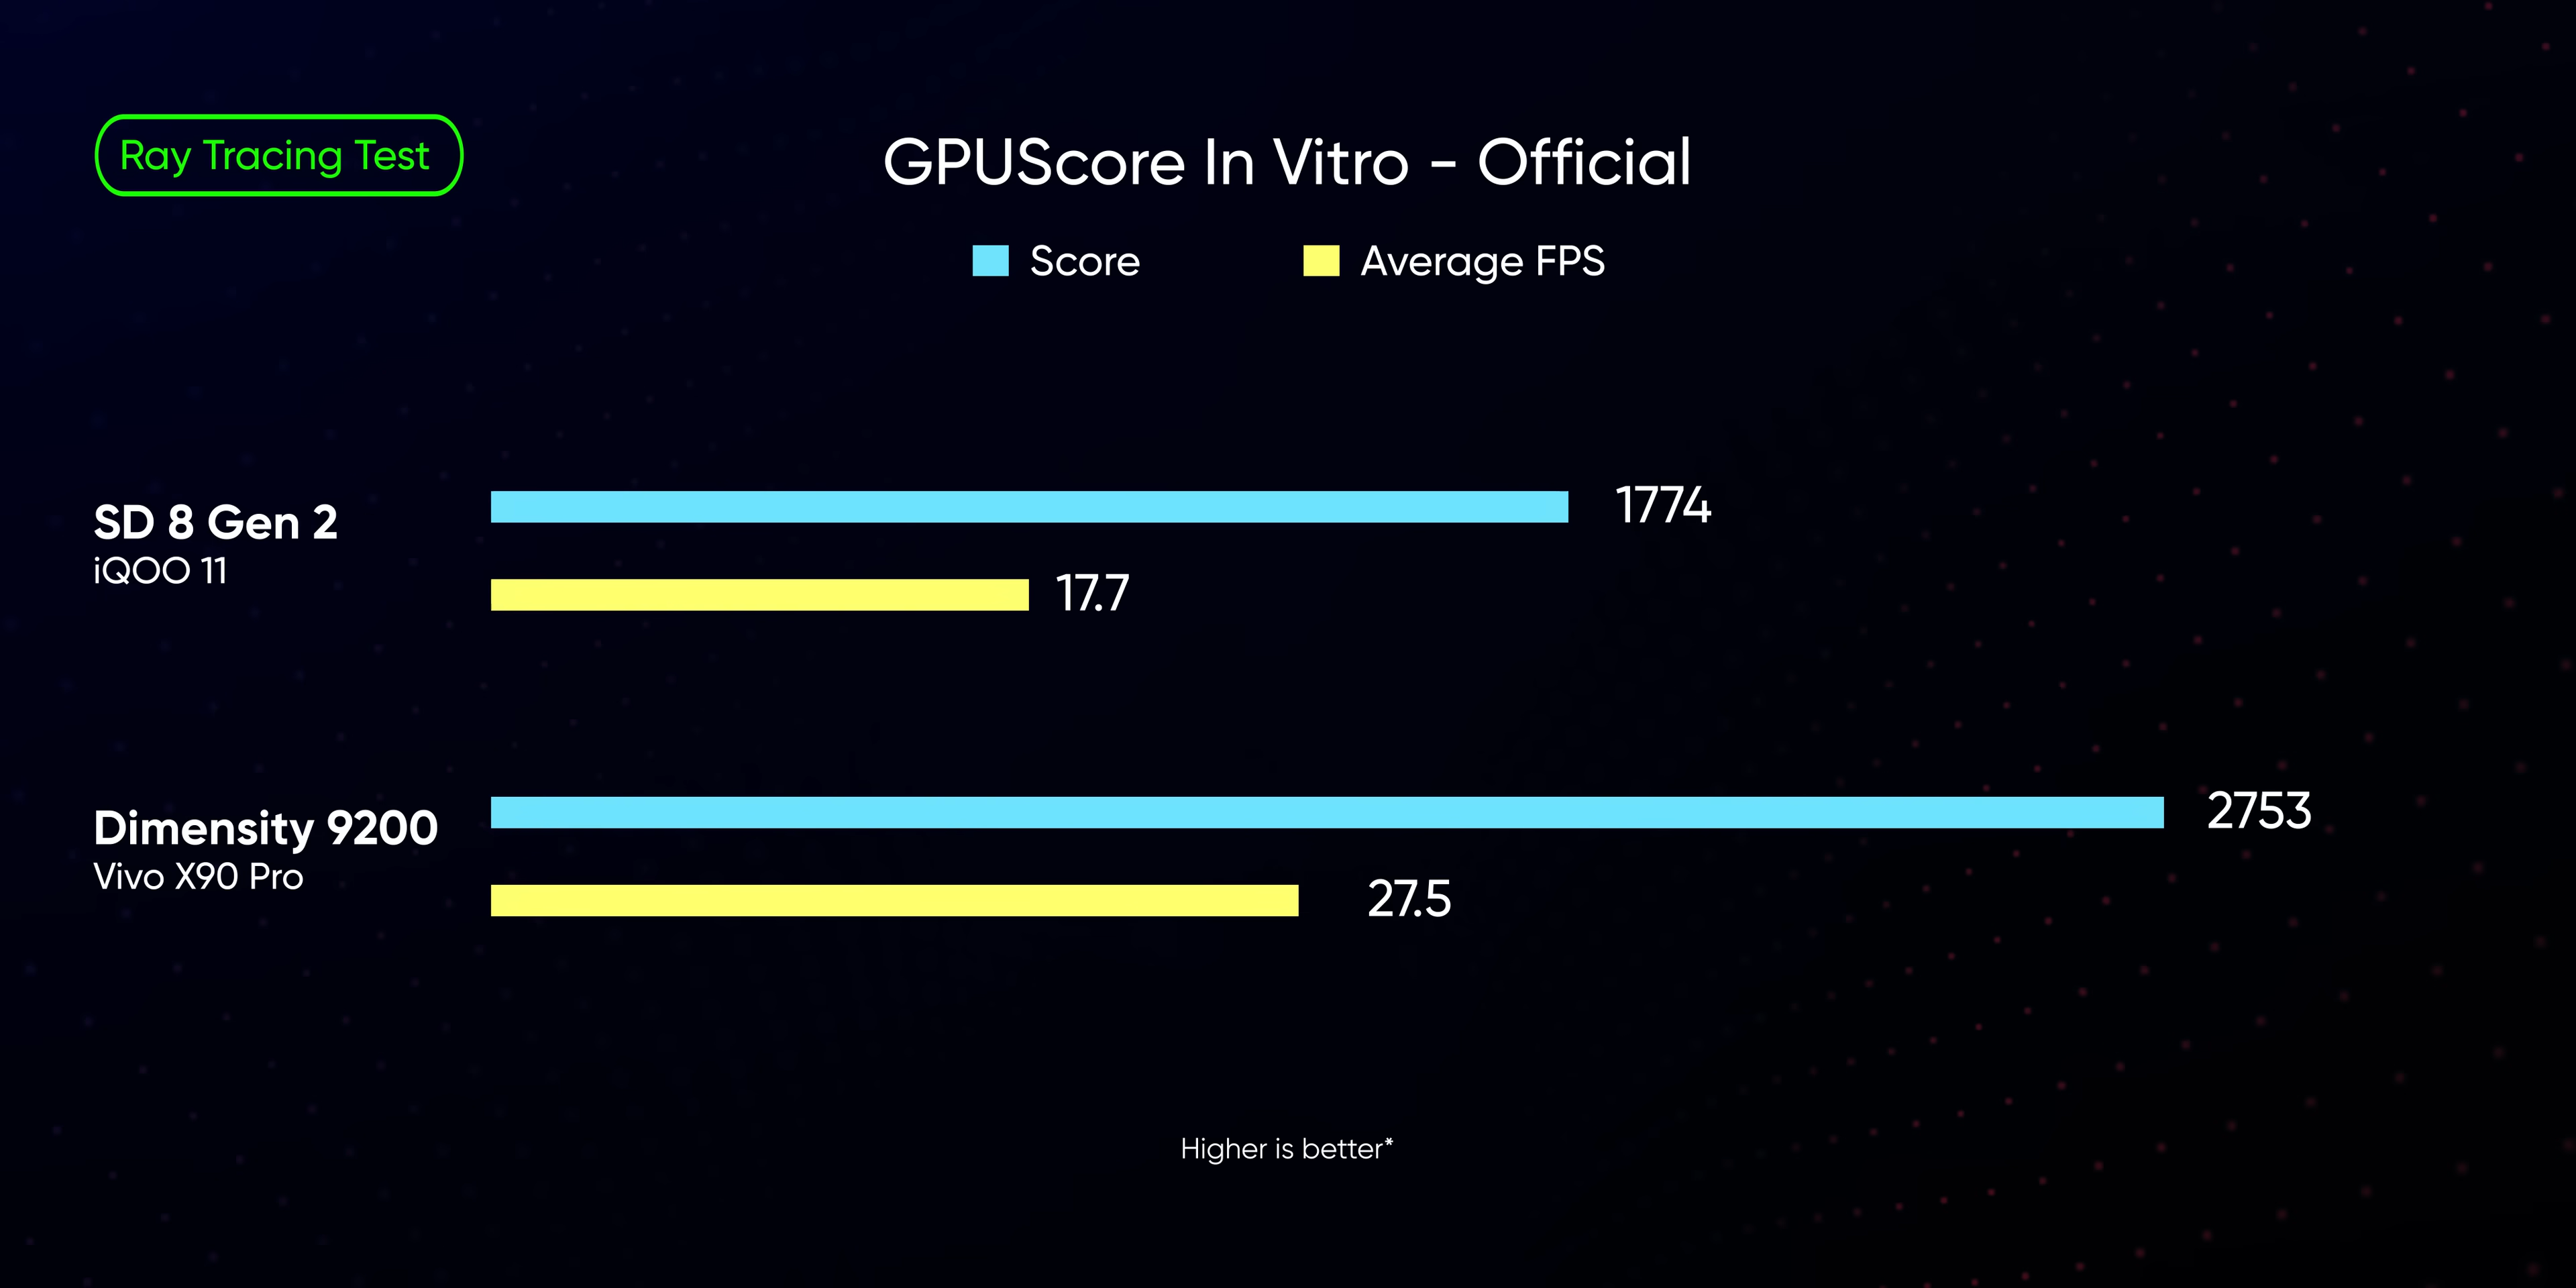 Ray Tracing Test
GPUScore In Vitro - Official
Score
Average FPS
SD 8 Gen 2
iQOO 11
1774
17.7
Dimensity 9200
Vivo X90 Pro
2753
27.5
Higher is better*